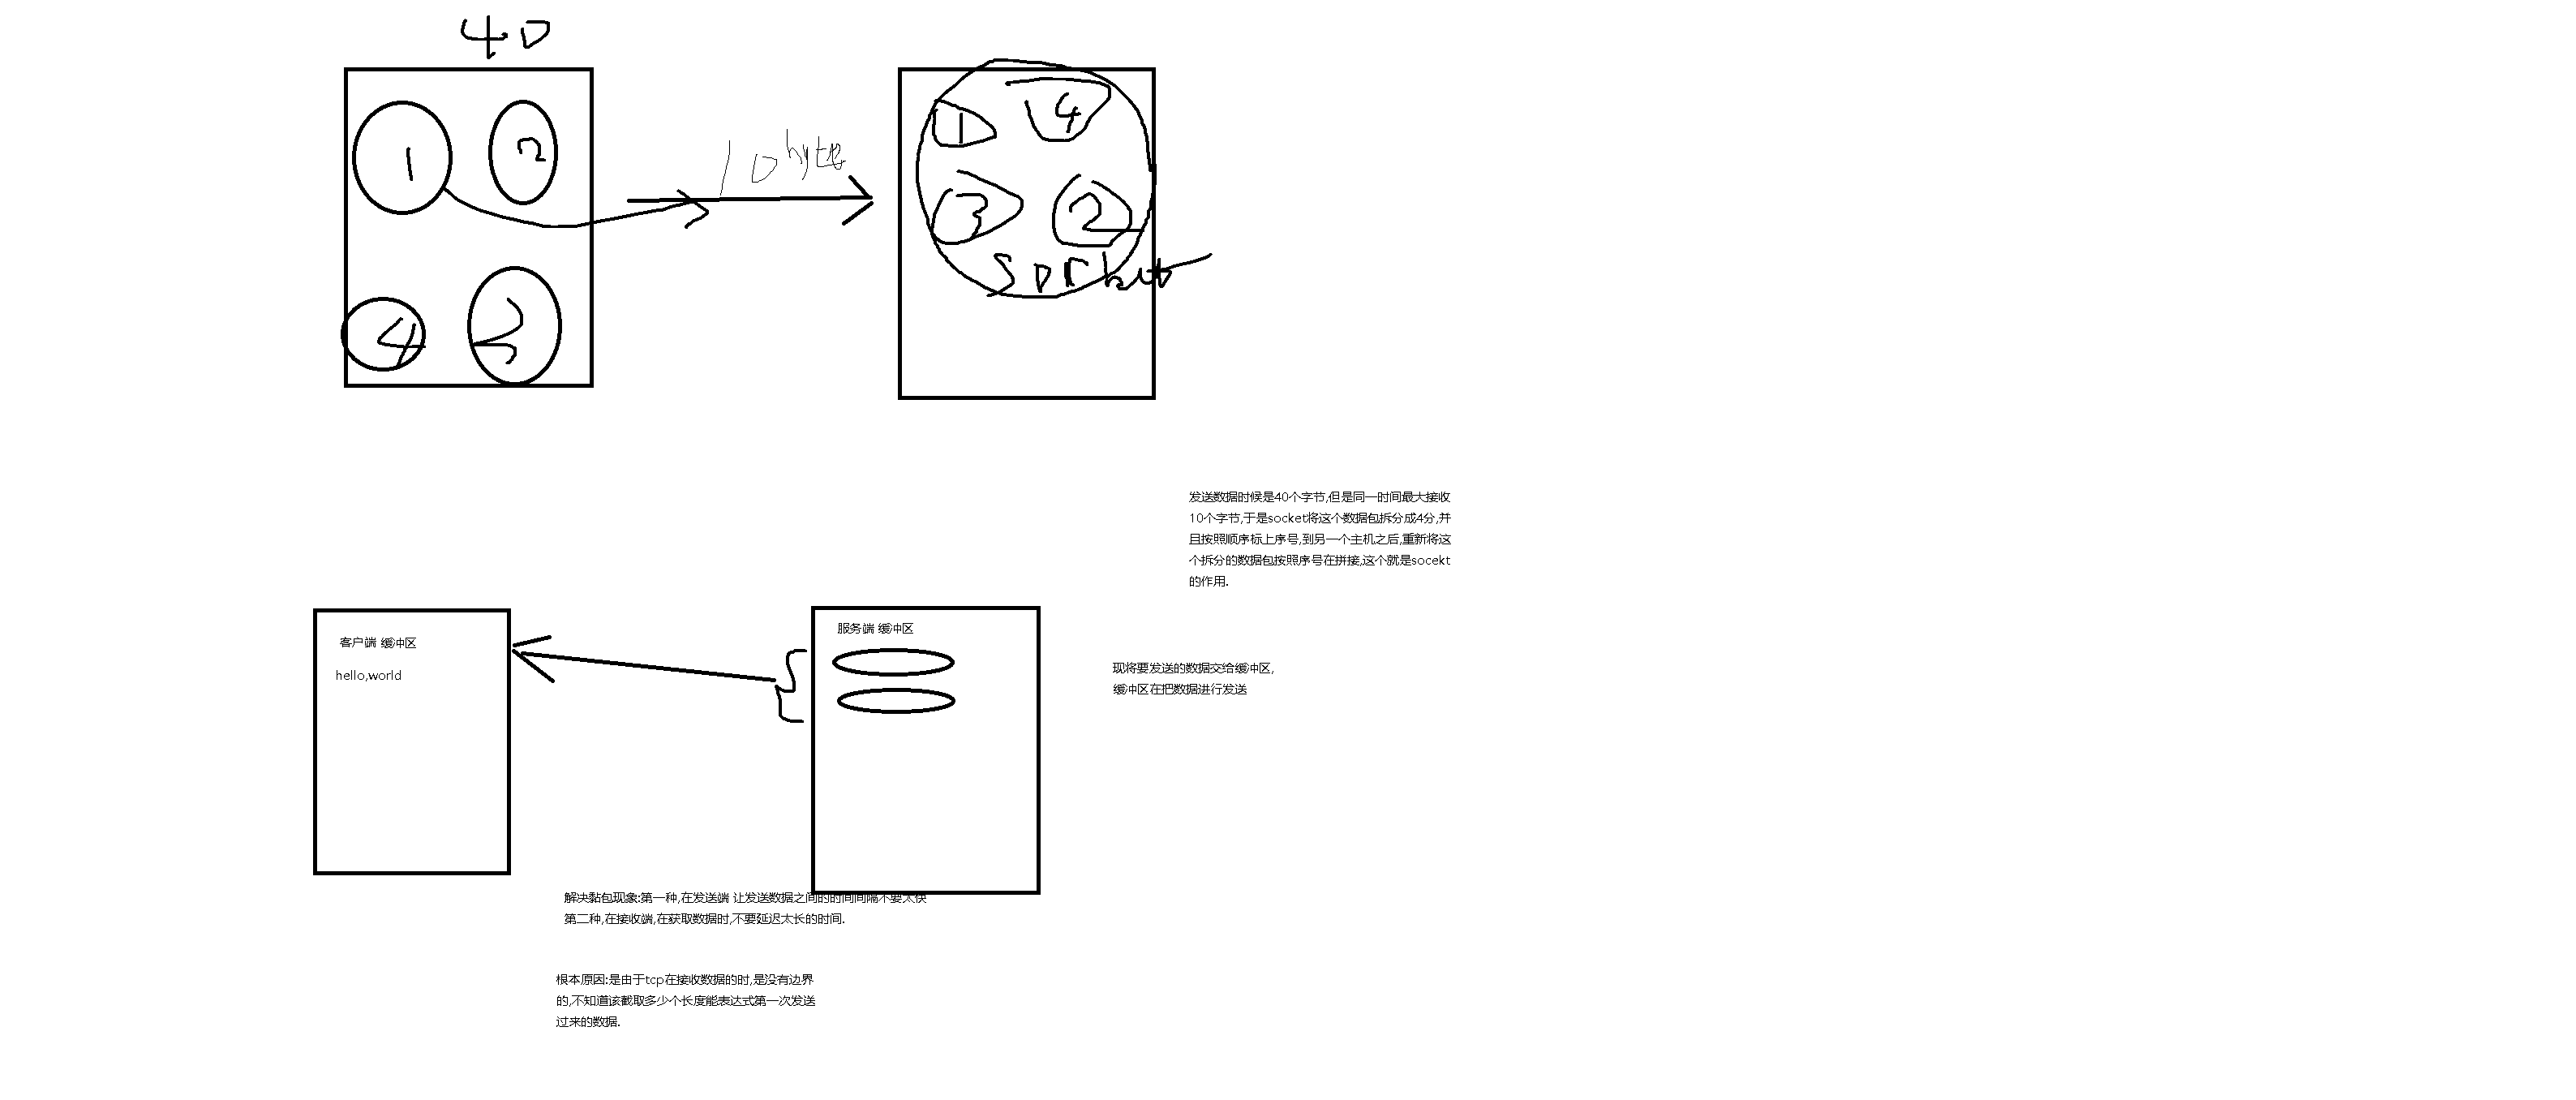 40
1
2
4
3
10byte
1
4
3
2
发送数据时候是40个字节,但是同一时间最大接收
10个字节,于是socket将这个数据包拆分成4分,并
且按照顺序标上序号,到另一个主机之后,重新将这
个拆分的数据包按照序号在拼接,这个就是socekt
的作用.
客户端 缓冲区
hello,world
服务端 缓冲区
现将要发送的数据交给缓冲区,
缓冲区在把数据进行发送
解决黏包现象:第一种,在发送端 让发送数据之间的时间间隔不要太快
第二种,在接收端,在获取数据时,不要延迟太长的时间.
根本原因:是由于tcp在接收数据的时,是没有边界
的,不知道该截取多少个长度能表达式第一次发送
过来的数据.